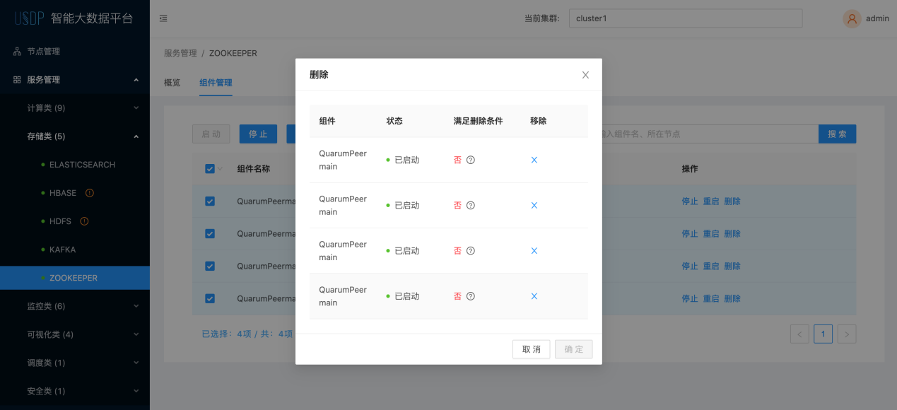 USDP 智能大数据平台
当前集群: cluster1 admin
节点管理
服务管理
计算类 (9)
存储类 (5)
ELASTICSEARCH
HBASE
HDFS
KAFKA
ZOOKEEPER
监控类 (6)
可视化类 (4)
调度类 (1)
安全类 (1)
服务管理 / ZOOKEEPER
概览 组件管理
启 动 停 止 输入组件名、所在节点 搜 索
组件名称 操作
QuarumPeerma 停止 重启 删除
QuarumPeerma 停止 重启 删除
QuarumPeerma 停止 重启 删除
QuarumPeerma 停止 重启 删除
已选择: 4项 / 共: 4项 1
删除
组件 状态 满足删除条件 移除
QuarumPeer
main 已启动 否 X
QuarumPeer
main 已启动 否 X
QuarumPeer
main 已启动 否 X
QuarumPeer
main 已启动 否 X
取 消 确 定